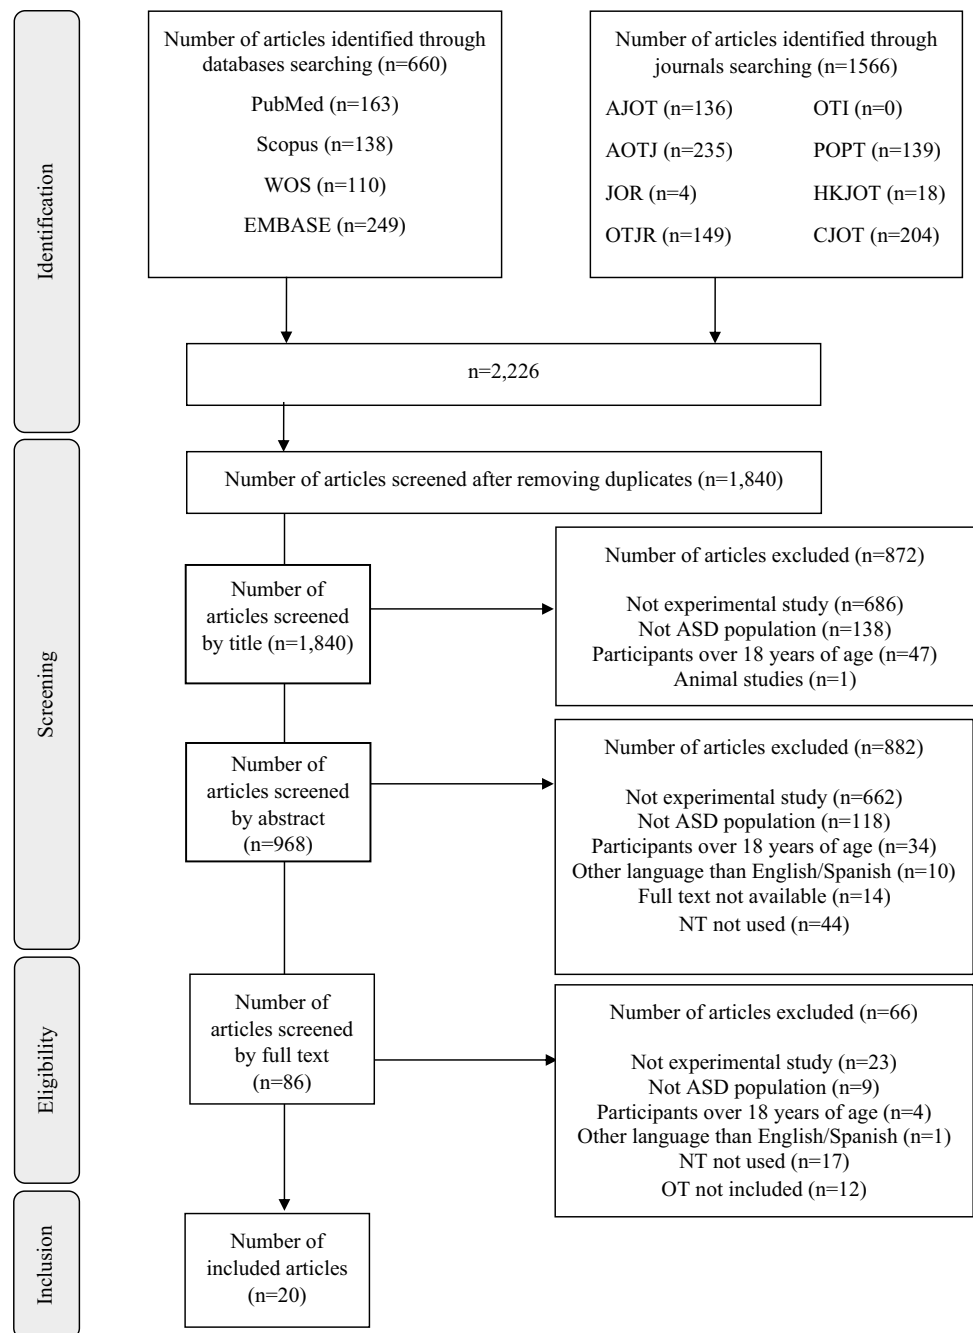 Identification
Number of articles identified through
databases searching (n=660)
PubMed (n=163)
Scopus (n=138)
WOS (n=110)
EMBASE (n=249)
Number of articles identified through
journals searching (n=1566)
AJOT (n=136)
OTI (n=0)
AOTJ (n=235)
POPT (n=139)
JOR (n=4)
HKJOT (n=18)
OTJR (n=149)
CJOT (n=204)
n=2,226
Screening
Number of articles screened after removing duplicates (n=1,840)
Number of
articles screened
by title (n=1,840)
Number of articles excluded (n=872)
Not experimental study (n=686)
Not ASD population (n=138)
Participants over 18 years of age (n=47)
Animal studies (n=1)
Number of
articles screened
by abstract
(n=968)
Number of articles excluded (n=882)
Not experimental study (n=662)
Not ASD population (n=118)
Participants over 18 years of age (n=34)
Other language than English/Spanish (n=10)
Full text not available (n=14)
NT not used (n=44)
Eligibility
Number of
articles screened
by full text
(n=86)
Number of articles excluded (n=66)
Not experimental study (n=23)
Not ASD population (n=9)
Participants over 18 years of age (n=4)
Other language than English/Spanish (n=1)
NT not used (n=17)
OT not included (n=12)
Inclusion
Number of
included articles
(n=20)